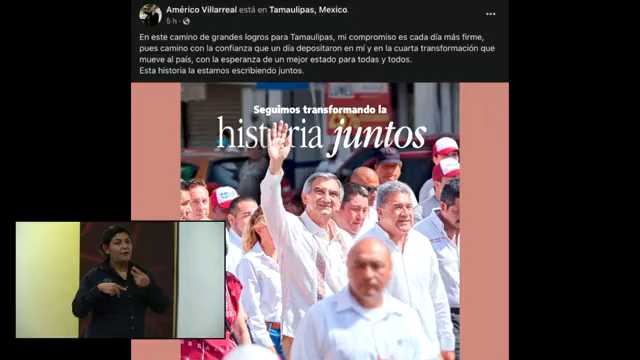 Américo Villarreal está en Tamaulipas, Mexico.
5 h ·
En este camino de grandes logros para Tamaulipas, mi compromiso es cada día más firme,
pues camino con la confianza que un día depositaron en mí y en la cuarta transformación que
mueve al país, con la esperanza de un mejor estado para todas y todos.
Esta historia la estamos escribiendo juntos.
Seguimos transformando la
historia juntos